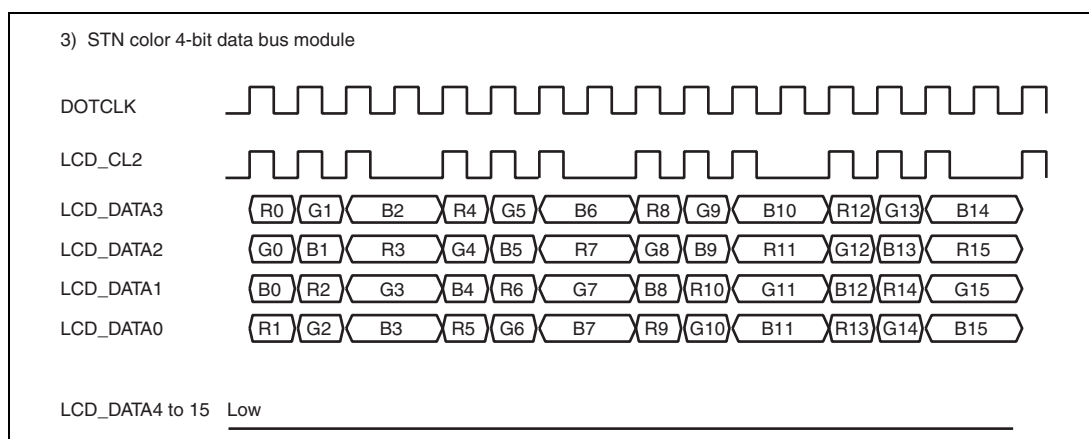 3) STN color 4-bit data bus module
DOTCLK
LCD_CL2
LCD_DATA3 R0 G1 B2 R4 G5 B6 R8 G9 B10 R12 G13 B14
LCD_DATA2 G0 B1 R3 G4 B5 R7 G8 B9 R11 G12 B13 R15
LCD_DATA1 B0 R2 G3 B4 R6 G7 B8 R10 G11 B12 R14 G15
LCD_DATA0 R1 G2 B3 R5 G6 B7 R9 G10 B11 R13 G14 B15
LCD_DATA4 to 15 Low